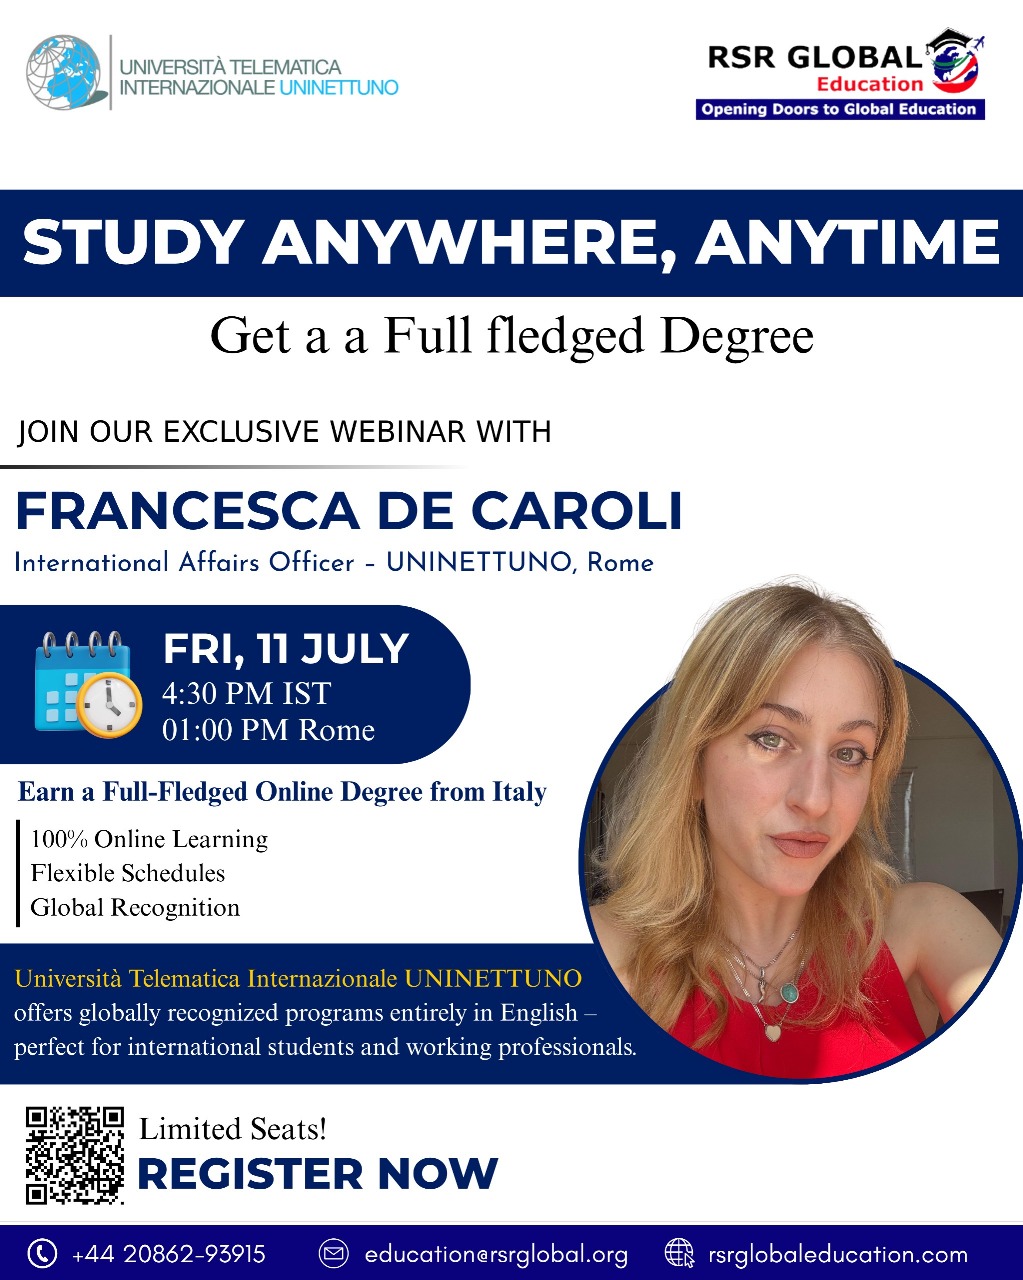 UNIVERSITÀ TELEMATICA
INTERNAZIONALE UNINETTUNO
RSR GLOBAL
Education
Opening Doors to Global Education
STUDY ANYWHERE, ANYTIME
Get a a Full fledged Degree
JOIN OUR EXCLUSIVE WEBINAR WITH
FRANCESCA DE CAROLI
International Affairs Officer – UNINETTUNO, Rome
FRI, 11 JULY
4:30 PM IST
01:00 PM Rome
Earn a Full-Fledged Online Degree from Italy
100% Online Learning
Flexible Schedules
Global Recognition
Università Telematica Internazionale UNINETTUNO
offers globally recognized programs entirely in English –
perfect for international students and working professionals.
Limited Seats!
REGISTER NOW
+44 20862-93915
education@rsrglobal.org
rsrglobaleducation.com